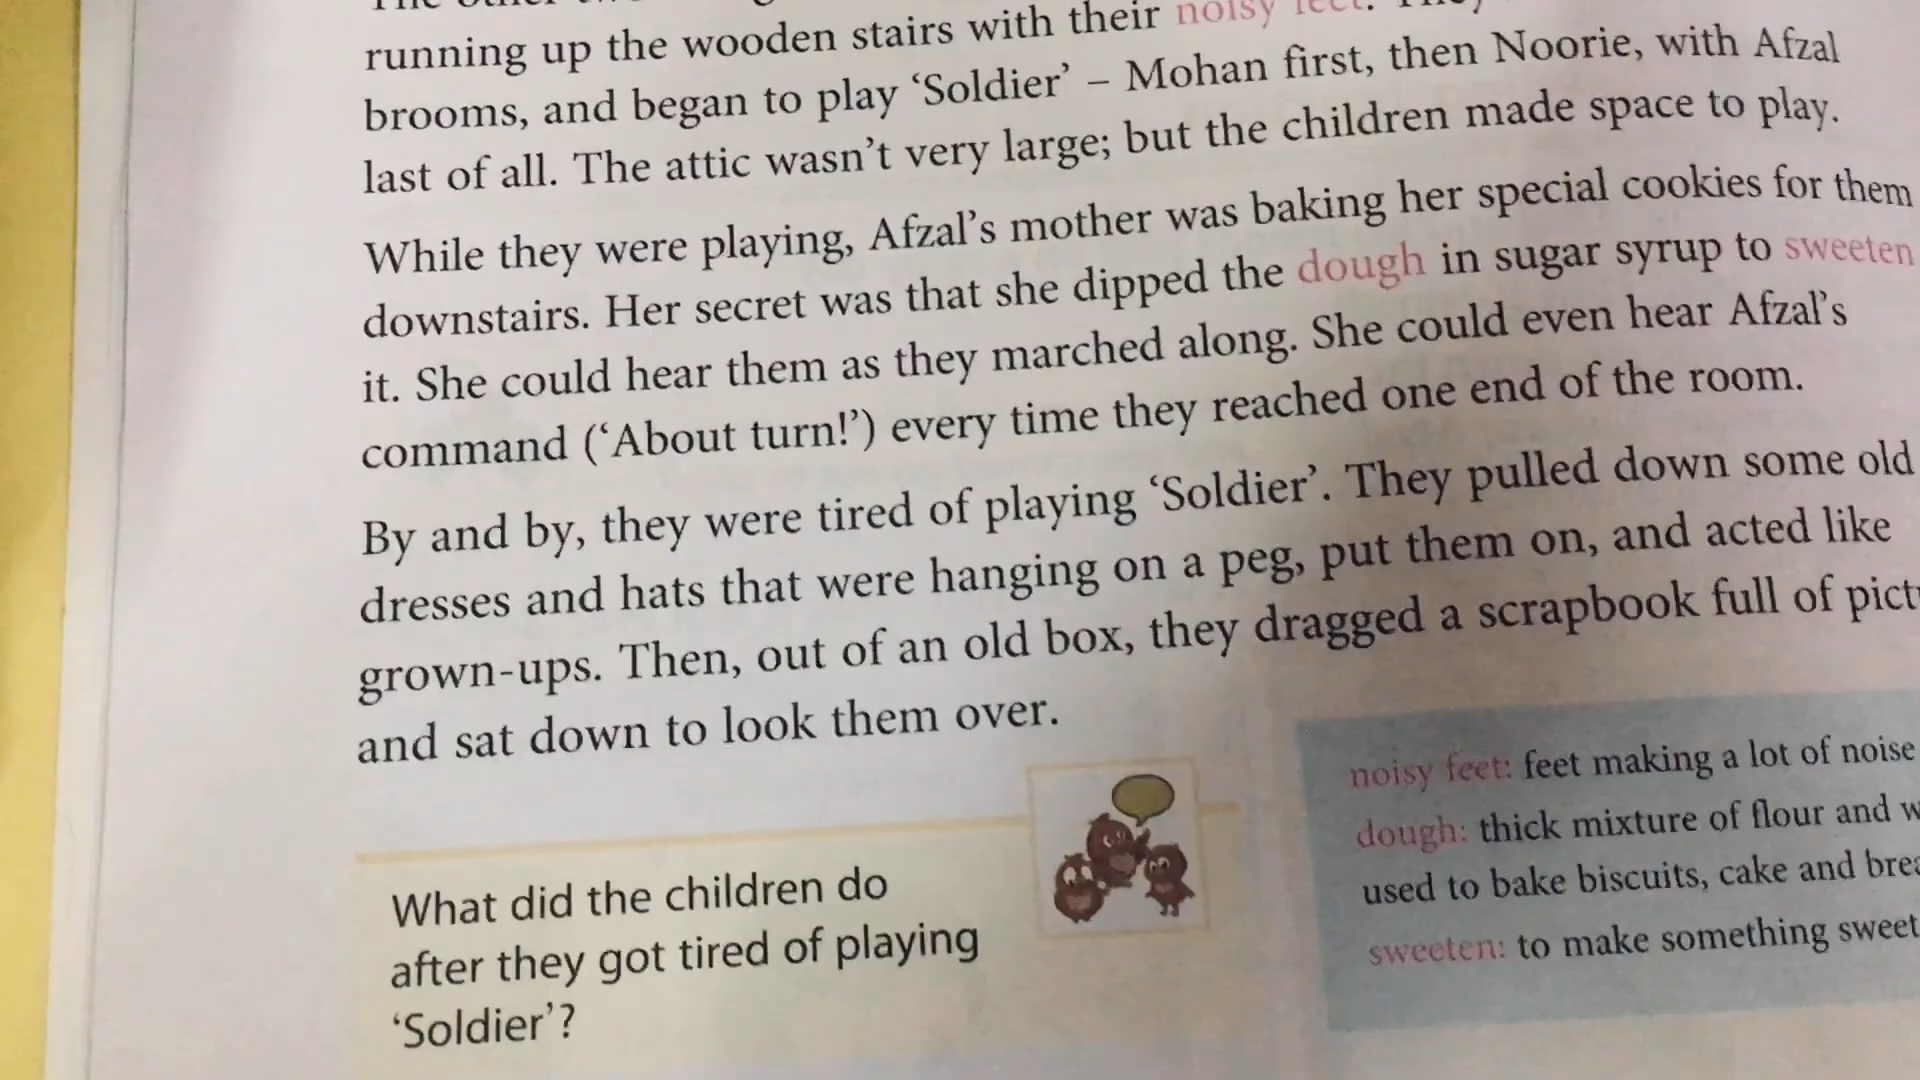 The other
running up the wooden stairs with their noisy feet. They
brooms, and began to play ‘Soldier’ – Mohan first, then Noorie, with Afzal
last of all. The attic wasn’t very large; but the children made space to play.
While they were playing, Afzal’s mother was baking her special cookies for them
downstairs. Her secret was that she dipped the dough in sugar syrup to sweeten
it. She could hear them as they marched along. She could even hear Afzal’s
command (‘About turn!’) every time they reached one end of the room.
By and by, they were tired of playing ‘Soldier’. They pulled down some old
dresses and hats that were hanging on a peg, put them on, and acted like
grown-ups. Then, out of an old box, they dragged a scrapbook full of
and sat down to look them over.
What did the children do
after they got tired of playing
‘Soldier’?
noisy feet: feet making a lot of noise
dough: thick mixture of flour and
used to bake biscuits, cake and
sweeten: to make something sweet